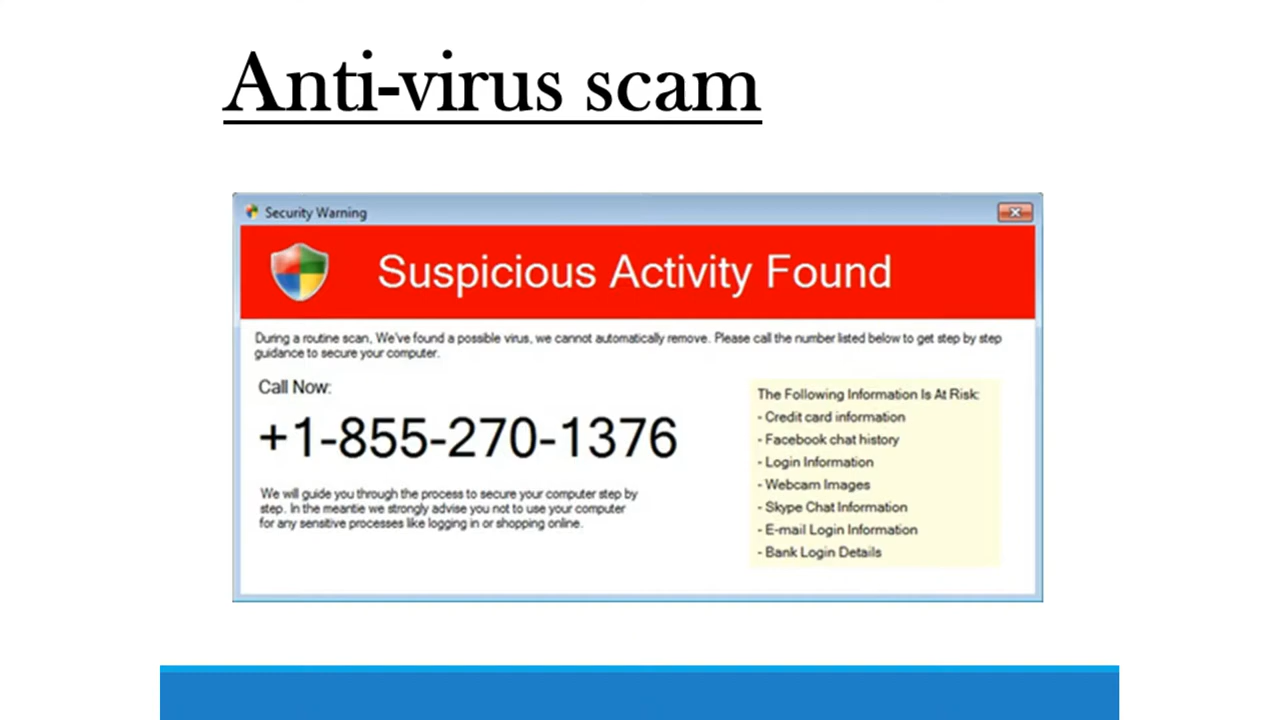 Anti-virus scam
Security Warning
Suspicious Activity Found
During a routine scan, We've found a possible virus, we cannot automatically remove. Please call the number listed below to get step by step
guidance to secure your computer.
Call Now:
+1-855-270-1376
We will guide you through the process to secure your computer step by
step. In the meantie we strongly advise you not to use your computer
for any sensitive processes like logging in or shopping online.
The Following Information Is At Risk:
- Credit card information
- Facebook chat history
- Login Information
- Webcam Images
- Skype Chat Information
- E-mail Login Information
- Bank Login Details